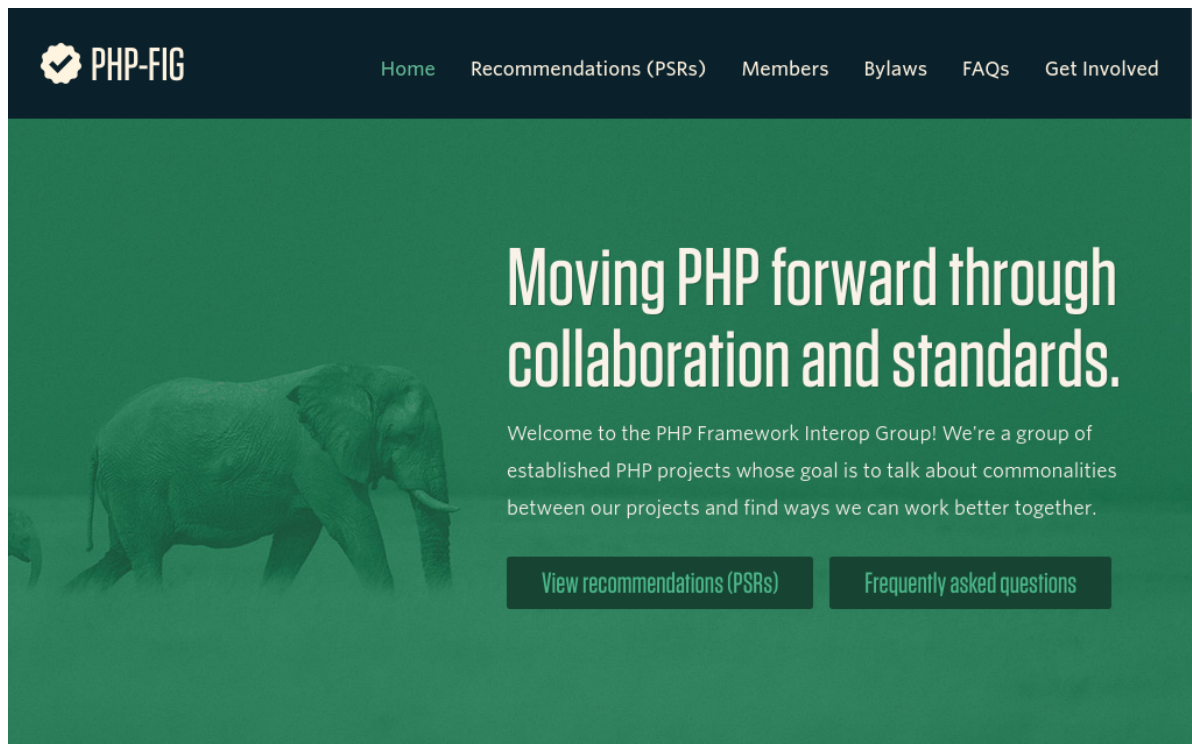 PHP-FIG
Home Recommendations (PSRs) Members Bylaws FAQs Get Involved
Moving PHP forward through
collaboration and standards.
Welcome to the PHP Framework Interop Group! We're a group of
established PHP projects whose goal is to talk about commonalities
between our projects and find ways we can work better together.
View recommendations (PSRs) Frequently asked questions